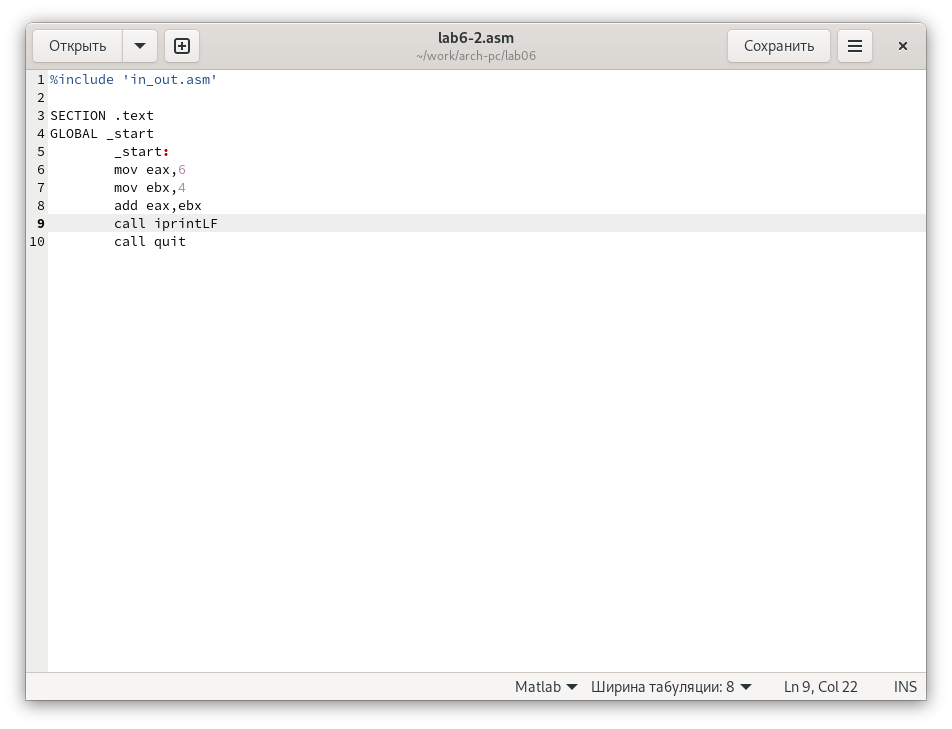 Открыть
lab6-2.asm
~/work/arch-pc/lab06
Сохранить
1 %include 'in_out.asm'
2
3 SECTION .text
4 GLOBAL _start
5 _start:
6 mov eax,6
7 mov ebx,4
8 add eax,ebx
9 call iprintLF
10 call quit
Matlab Ширина табуляции: 8 Ln 9, Col 22 INS